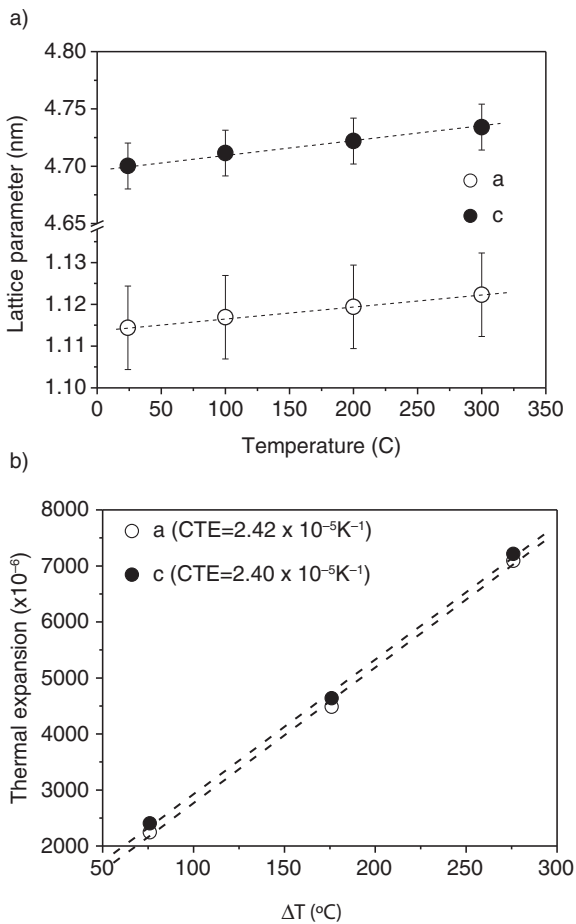 a)
4.80
4.75
4.70
4.65
1.13
1.12
1.11
1.10
Lattice parameter (nm)
a
c
0 50 100 150 200 250 300 350
Temperature (C)
b)
8000
7000
6000
5000
4000
3000
2000
Thermal expansion (x10⁻⁶)
a (CTE=2.42 x 10⁻⁵K⁻¹)
c (CTE=2.40 x 10⁻⁵K⁻¹)
50 100 150 200 250 300
ΔT (ºC)